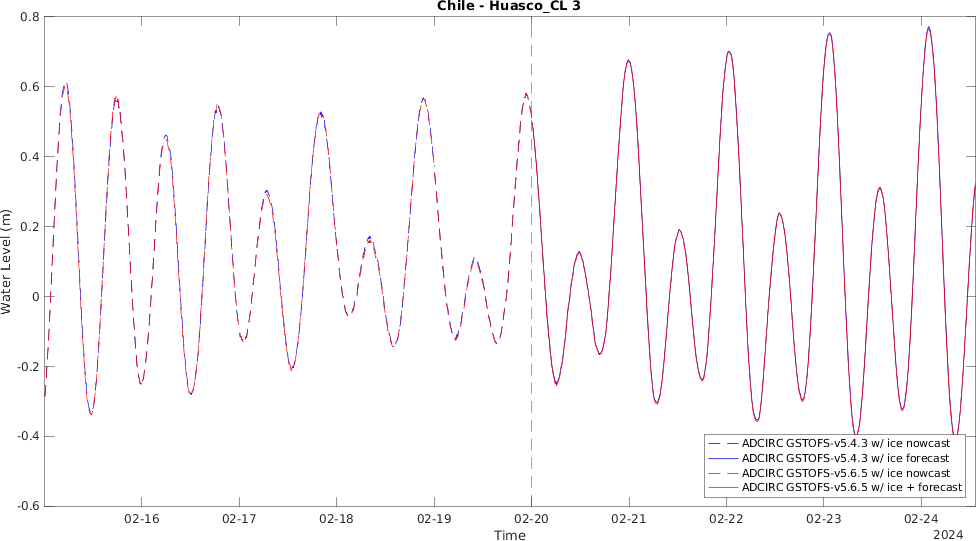 Chile - Huasco_CL 3
0.8
0.6
0.4
0.2
0
-0.2
-0.4
-0.6
Water Level (m)
ADCIRC GSTOFS-v5.4.3 w/ ice nowcast
ADCIRC GSTOFS-v5.4.3 w/ ice forecast
ADCIRC GSTOFS-v5.6.5 w/ ice nowcast
ADCIRC GSTOFS-v5.6.5 w/ ice + forecast
02-16 02-17 02-18 02-19 02-20 02-21 02-22 02-23 02-24
Time
2024